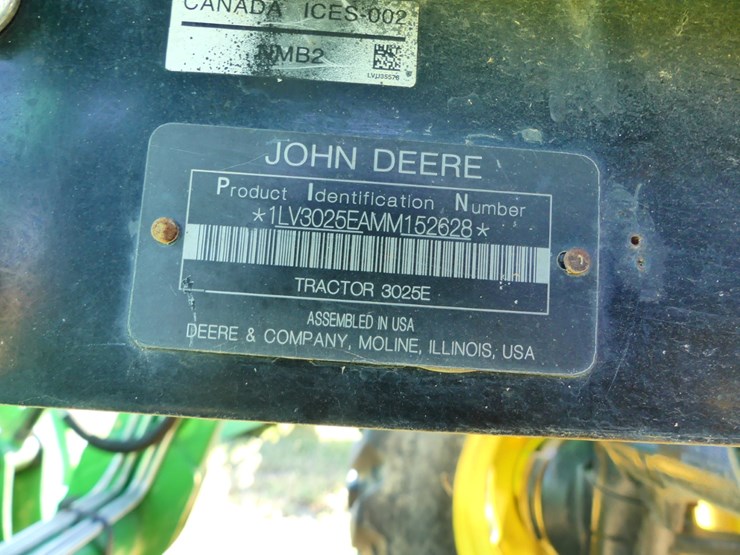 CANADA ICES-002
NMB2
LVU35576
JOHN DEERE
Product Identification Number
*1LV3025EAMM152628*
TRACTOR 3025E
ASSEMBLED IN USA
DEERE & COMPANY, MOLINE, ILLINOIS, USA